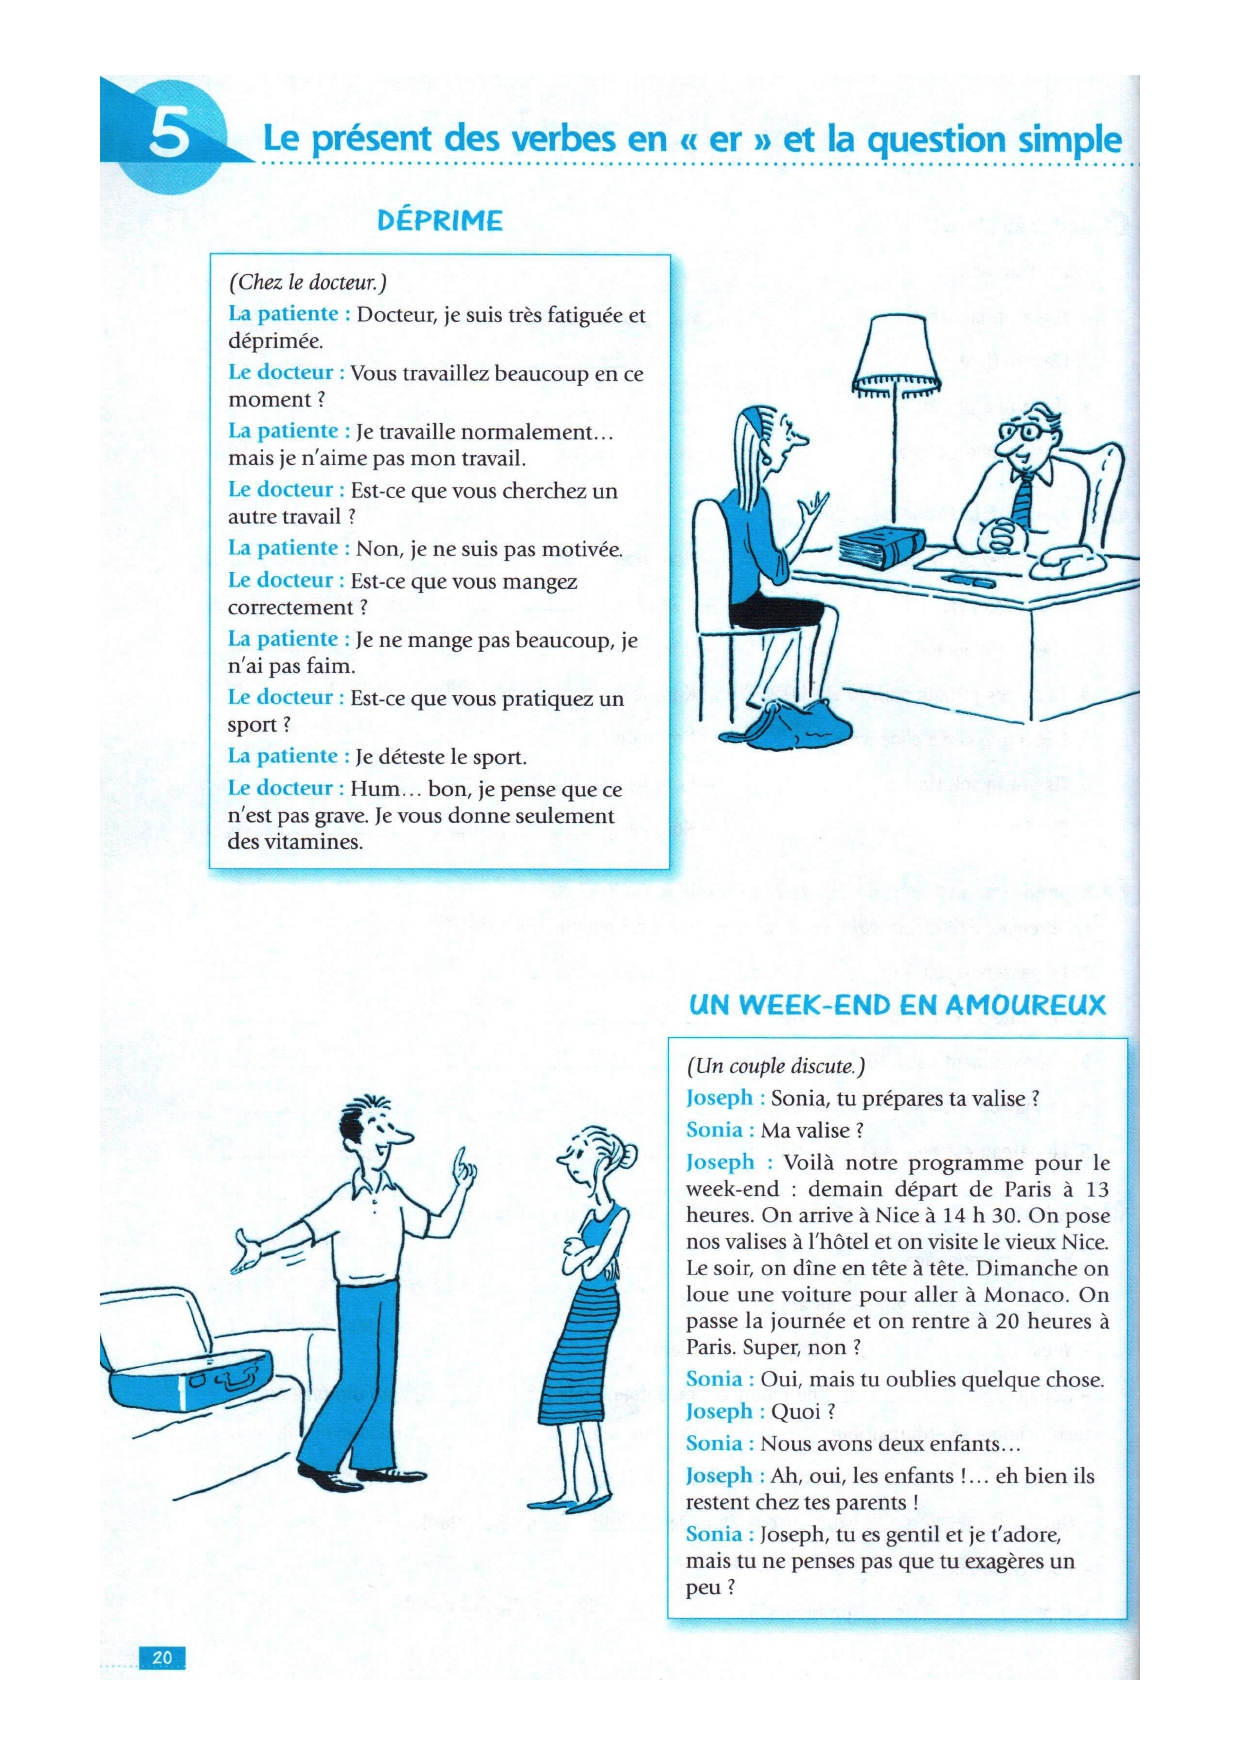 5
Le présent des verbes en « er » et la question simple
DÉPRIME
(Chez le docteur.)
La patiente : Docteur, je suis très fatiguée et
déprimée.
Le docteur : Vous travaillez beaucoup en ce
moment ?
La patiente : Je travaille normalement...
mais je n'aime pas mon travail.
Le docteur : Est-ce que vous cherchez un
autre travail ?
La patiente : Non, je ne suis pas motivée.
Le docteur : Est-ce que vous mangez
correctement ?
La patiente : Je ne mange pas beaucoup, je
n'ai pas faim.
Le docteur : Est-ce que vous pratiquez un
sport ?
La patiente : Je déteste le sport.
Le docteur : Hum... bon, je pense que ce
n'est pas grave. Je vous donne seulement
des vitamines.
UN WEEK-END EN AMOUREUX
(Un couple discute.)
Joseph : Sonia, tu prépares ta valise ?
Sonia : Ma valise ?
Joseph : Voilà notre programme pour le
week-end : demain départ de Paris à 13
heures. On arrive à Nice à 14 h 30. On pose
nos valises à l'hôtel et on visite le vieux Nice.
Le soir, on dîne en tête à tête. Dimanche on
loue une voiture pour aller à Monaco. On
passe la journée et on rentre à 20 heures à
Paris. Super, non ?
Sonia : Oui, mais tu oublies quelque chose.
Joseph : Quoi ?
Sonia : Nous avons deux enfants...
Joseph : Ah, oui, les enfants !... eh bien ils
restent chez tes parents !
Sonia : Joseph, tu es gentil et je t'adore,
mais tu ne penses pas que tu exagères un
peu ?
20